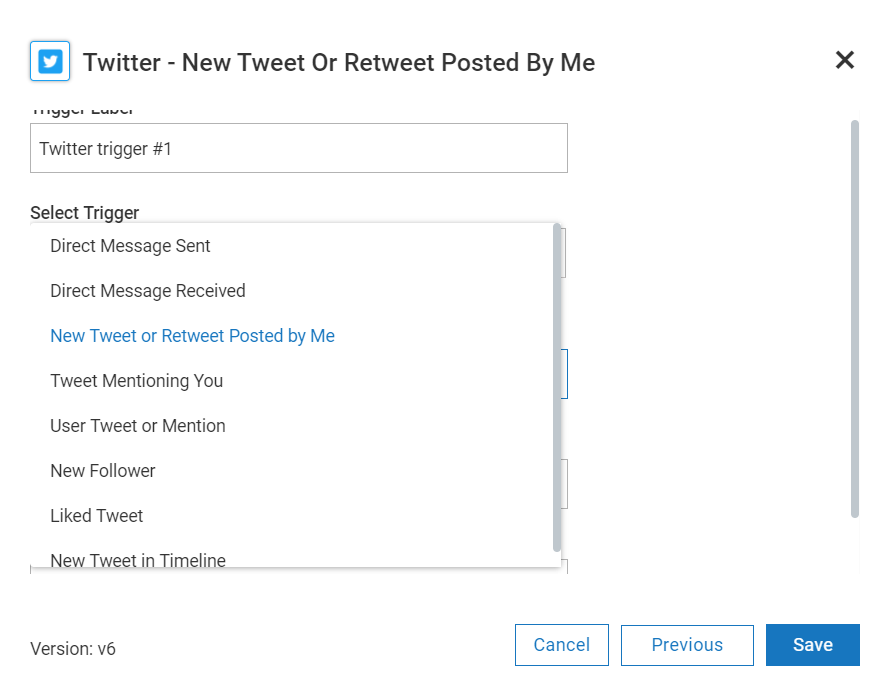 Twitter - New Tweet Or Retweet Posted By Me
Trigger Label
Twitter trigger #1
Select Trigger
Direct Message Sent
Direct Message Received
New Tweet or Retweet Posted by Me
Tweet Mentioning You
User Tweet or Mention
New Follower
Liked Tweet
New Tweet in Timeline
Version: v6
Cancel
Previous
Save